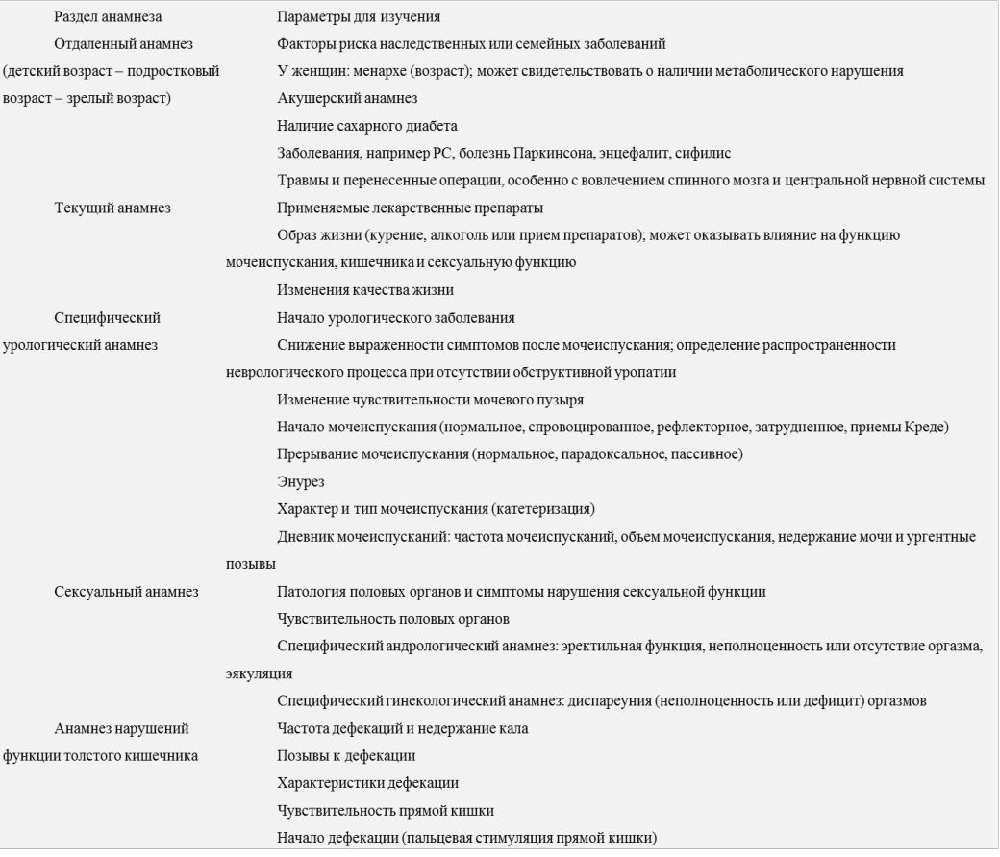 Раздел анамнеза Параметры для изучения
Отдаленный анамнез Факторы риска наследственных или семейных заболеваний
(детский возраст – подростковый У женщин: менархе (возраст); может свидетельствовать о наличии метаболического нарушения
возраст – зрелый возраст) Акушерский анамнез
Наличие сахарного диабета
Заболевания, например РС, болезнь Паркинсона, энцефалит, сифилис
Травмы и перенесенные операции, особенно с вовлечением спинного мозга и центральной нервной системы
Текущий анамнез Применяемые лекарственные препараты
Образ жизни (курение, алкоголь или прием препаратов); может оказывать влияние на функцию
мочеиспускания, кишечника и сексуальную функцию
Изменения качества жизни
Специфический Начало урологического заболевания
урологический анамнез Снижение выраженности симптомов после мочеиспускания; определение распространенности
неврологического процесса при отсутствии обструктивной уропатии
Изменение чувствительности мочевого пузыря
Начало мочеиспускания (нормальное, спровоцированное, рефлекторное, затрудненное, приемы Креде)
Прерывание мочеиспускания (нормальное, парадоксальное, пассивное)
Энурез
Характер и тип мочеиспускания (катетеризация)
Дневник мочеиспусканий: частота мочеиспусканий, объем мочеиспускания, недержание мочи и ургентные
позывы
Сексуальный анамнез Патология половых органов и симптомы нарушения сексуальной функции
Чувствительность половых органов
Специфический андрологический анамнез: эректильная функция, неполноценность или отсутствие оргазма,
эякуляция
Специфический гинекологический анамнез: диспареуния (неполноценность или дефицит) оргазмов
Анамнез нарушений Частота дефекаций и недержание кала
функции толстого кишечника Позывы к дефекации
Характеристики дефекации
Чувствительность прямой кишки
Начало дефекации (пальцевая стимуляция прямой кишки)